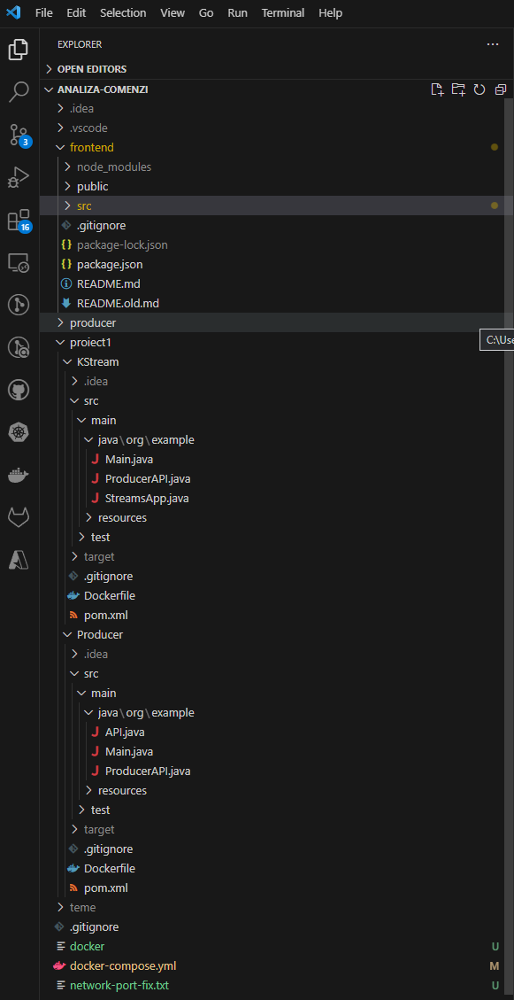 File Edit Selection View Go Run Terminal Help
EXPLORER ...
OPEN EDITORS
ANALIZA-COMENZI
.idea
.vscode
frontend
node_modules
public
src
.gitignore
{} package-lock.json
{} package.json
README.md
README.old.md
producer
C:\Use
proiect1
KStream
.idea
src
main
java\org\example
J Main.java
J ProducerAPI.java
J StreamsApp.java
resources
test
target
.gitignore
Dockerfile
pom.xml
Producer
.idea
src
main
java\org\example
J API.java
J Main.java
J ProducerAPI.java
resources
test
target
.gitignore
Dockerfile
pom.xml
teme
.gitignore
docker U
docker-compose.yml M
network-port-fix.txt U
3
16